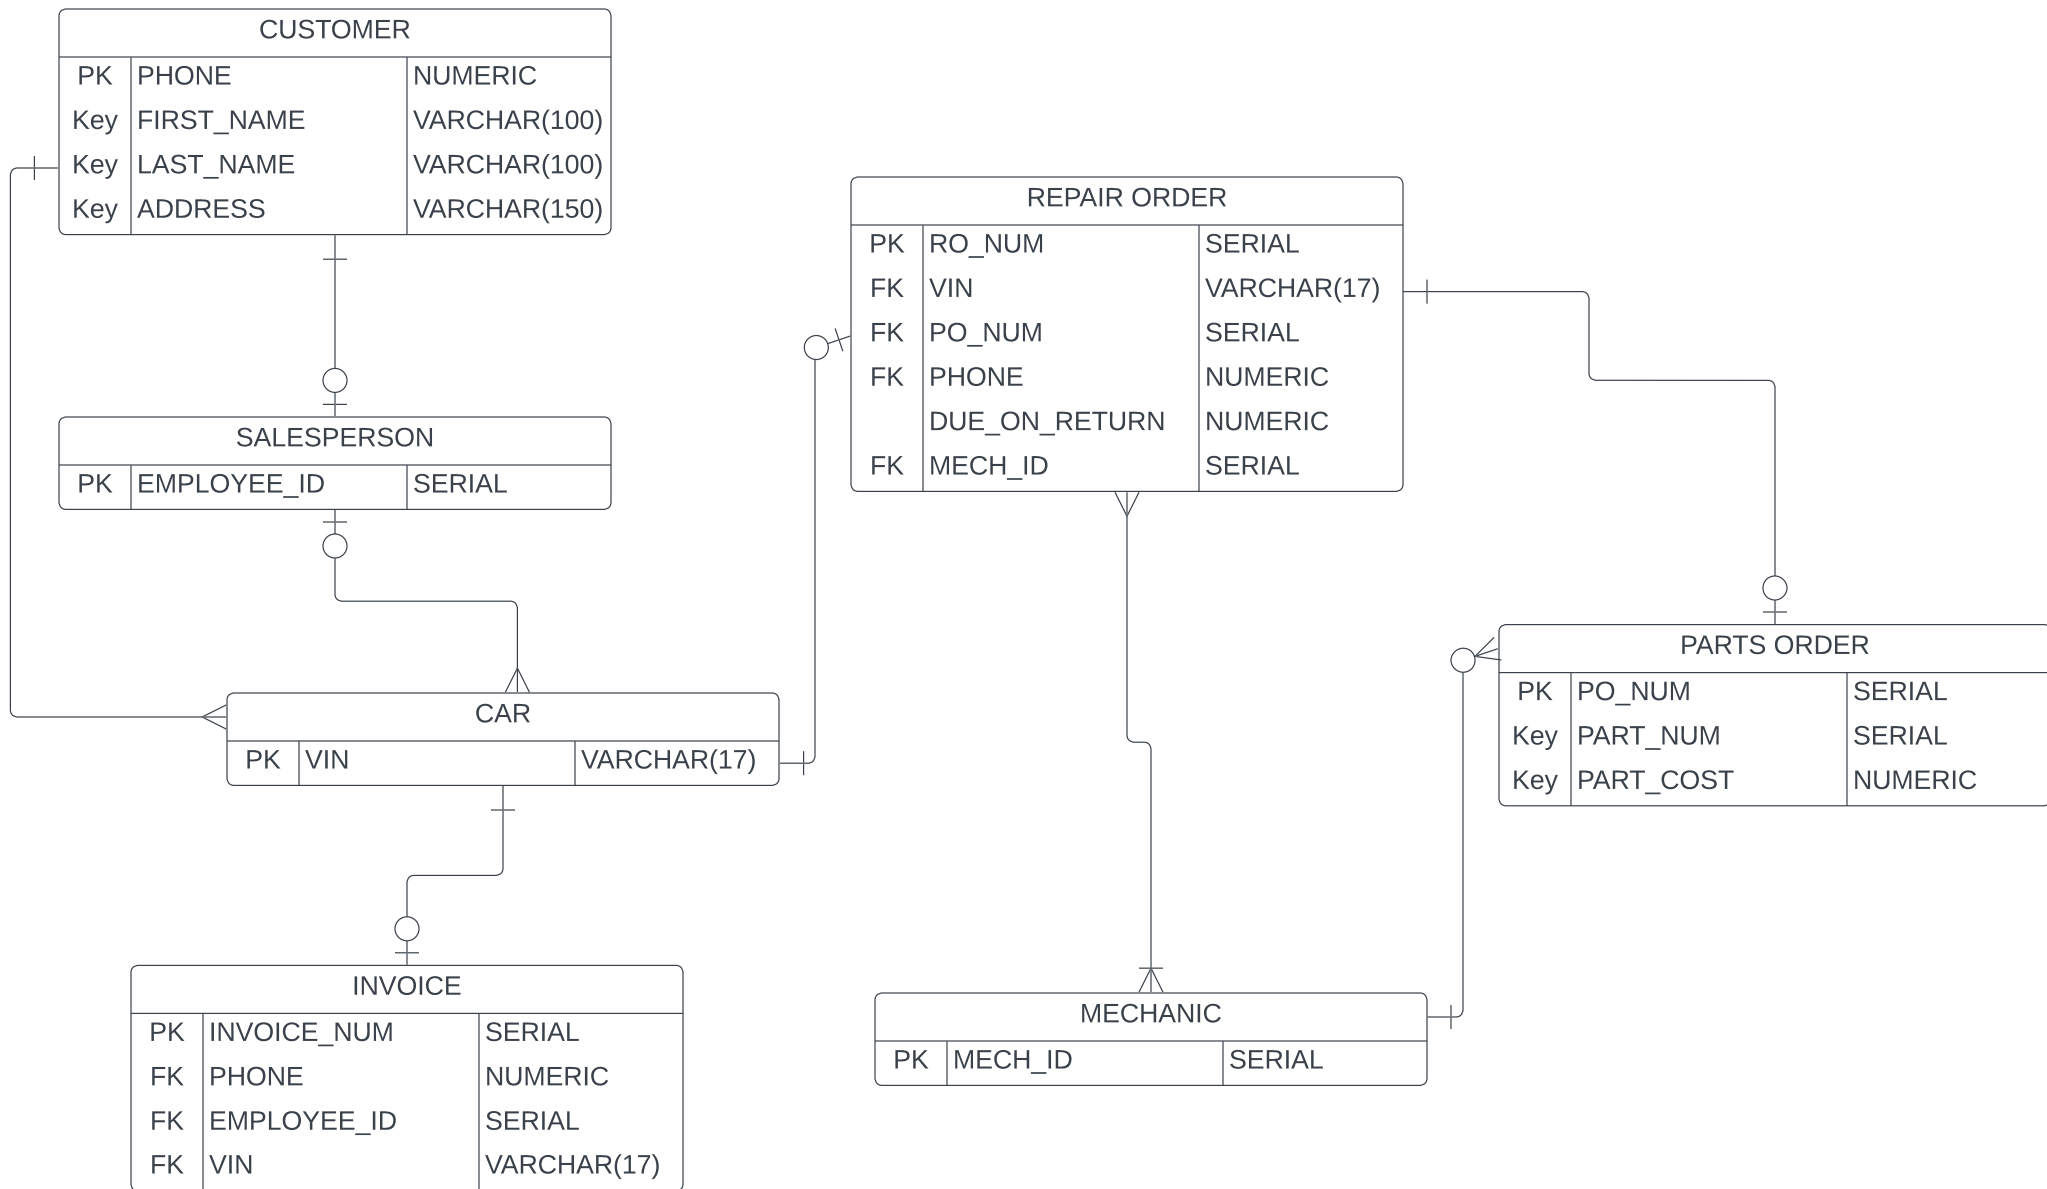 CUSTOMER
PK PHONE NUMERIC
Key FIRST_NAME VARCHAR(100)
Key LAST_NAME VARCHAR(100)
Key ADDRESS VARCHAR(150)
SALESPERSON
PK EMPLOYEE_ID SERIAL
CAR
PK VIN VARCHAR(17)
INVOICE
PK INVOICE_NUM SERIAL
FK PHONE NUMERIC
FK EMPLOYEE_ID SERIAL
FK VIN VARCHAR(17)
REPAIR ORDER
PK RO_NUM SERIAL
FK VIN VARCHAR(17)
FK PO_NUM SERIAL
FK PHONE NUMERIC
DUE_ON_RETURN NUMERIC
FK MECH_ID SERIAL
MECHANIC
PK MECH_ID SERIAL
PARTS ORDER
PK PO_NUM SERIAL
Key PART_NUM SERIAL
Key PART_COST NUMERIC